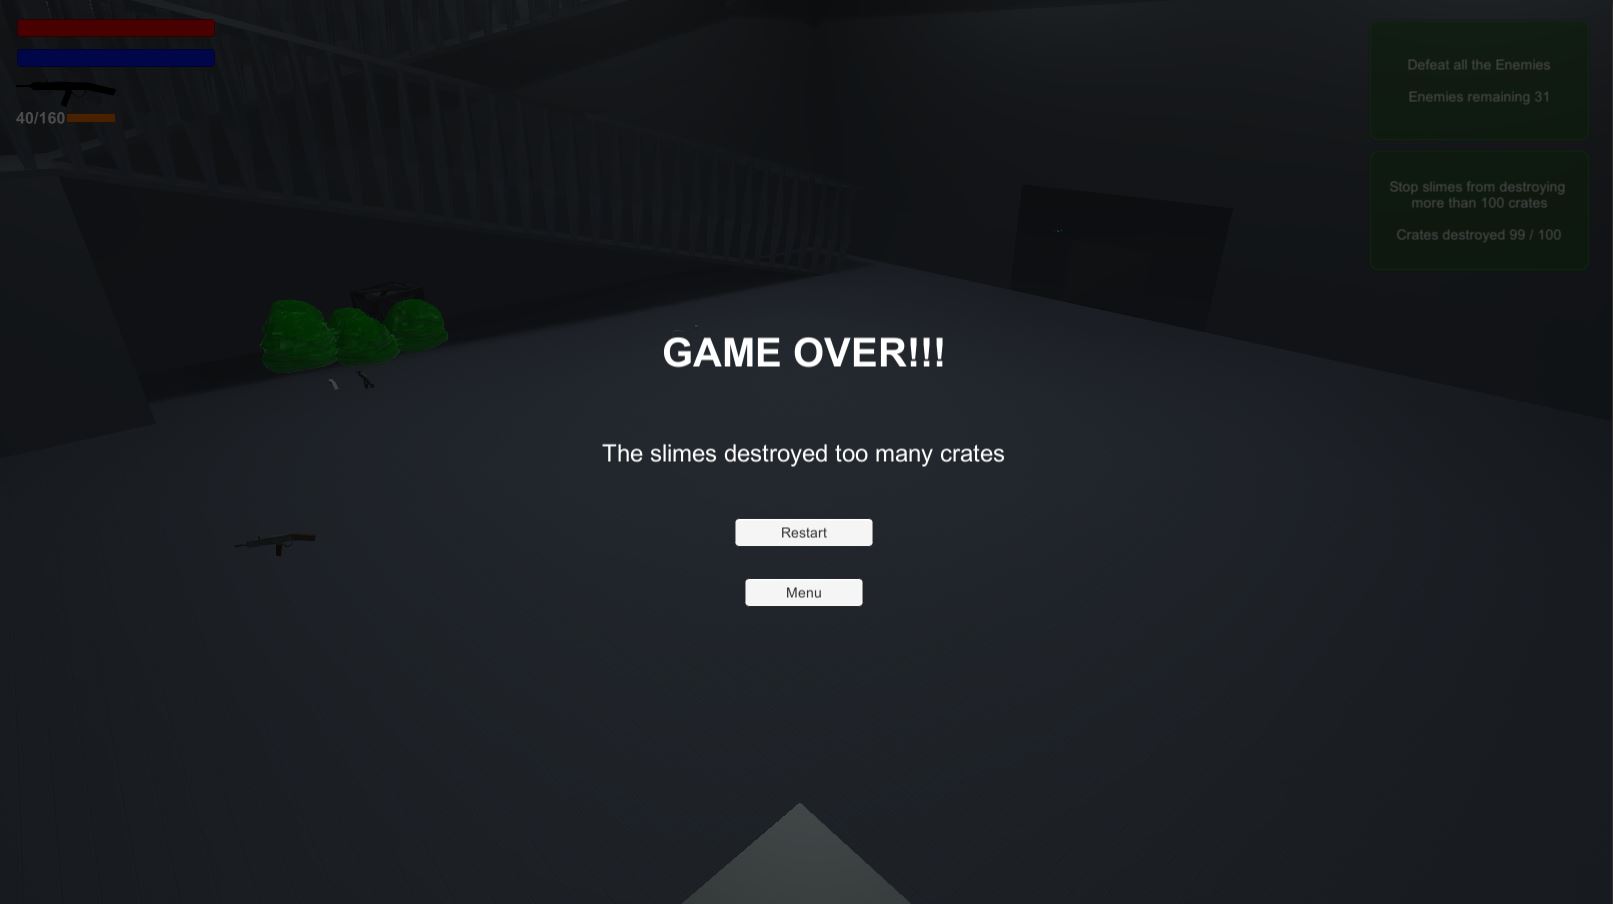 40/160
Defeat all the Enemies
Enemies remaining 31
Stop slimes from destroying
more than 100 crates
Crates destroyed 99 / 100
GAME OVER!!!
The slimes destroyed too many crates
Restart
Menu